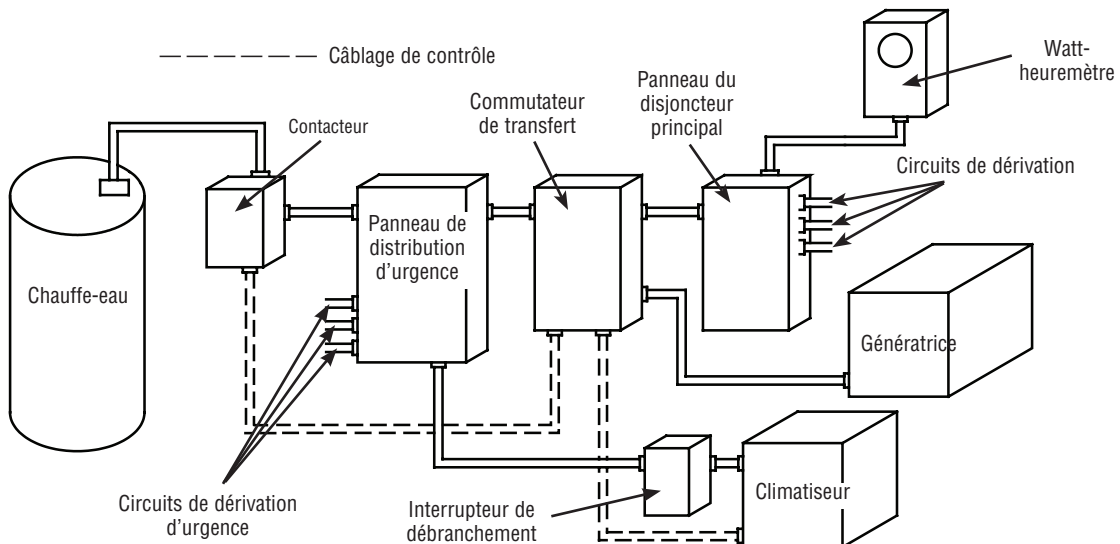 Câblage de contrôle
Watt-
heuremètre
Panneau du
disjoncteur
principal
Commutateur
de transfert
Contacteur
Circuits de dérivation
Panneau de
distribution
d'urgence
Chauffe-eau
Génératrice
Circuits de dérivation
d'urgence
Interrupteur de
débranchement
Climatiseur